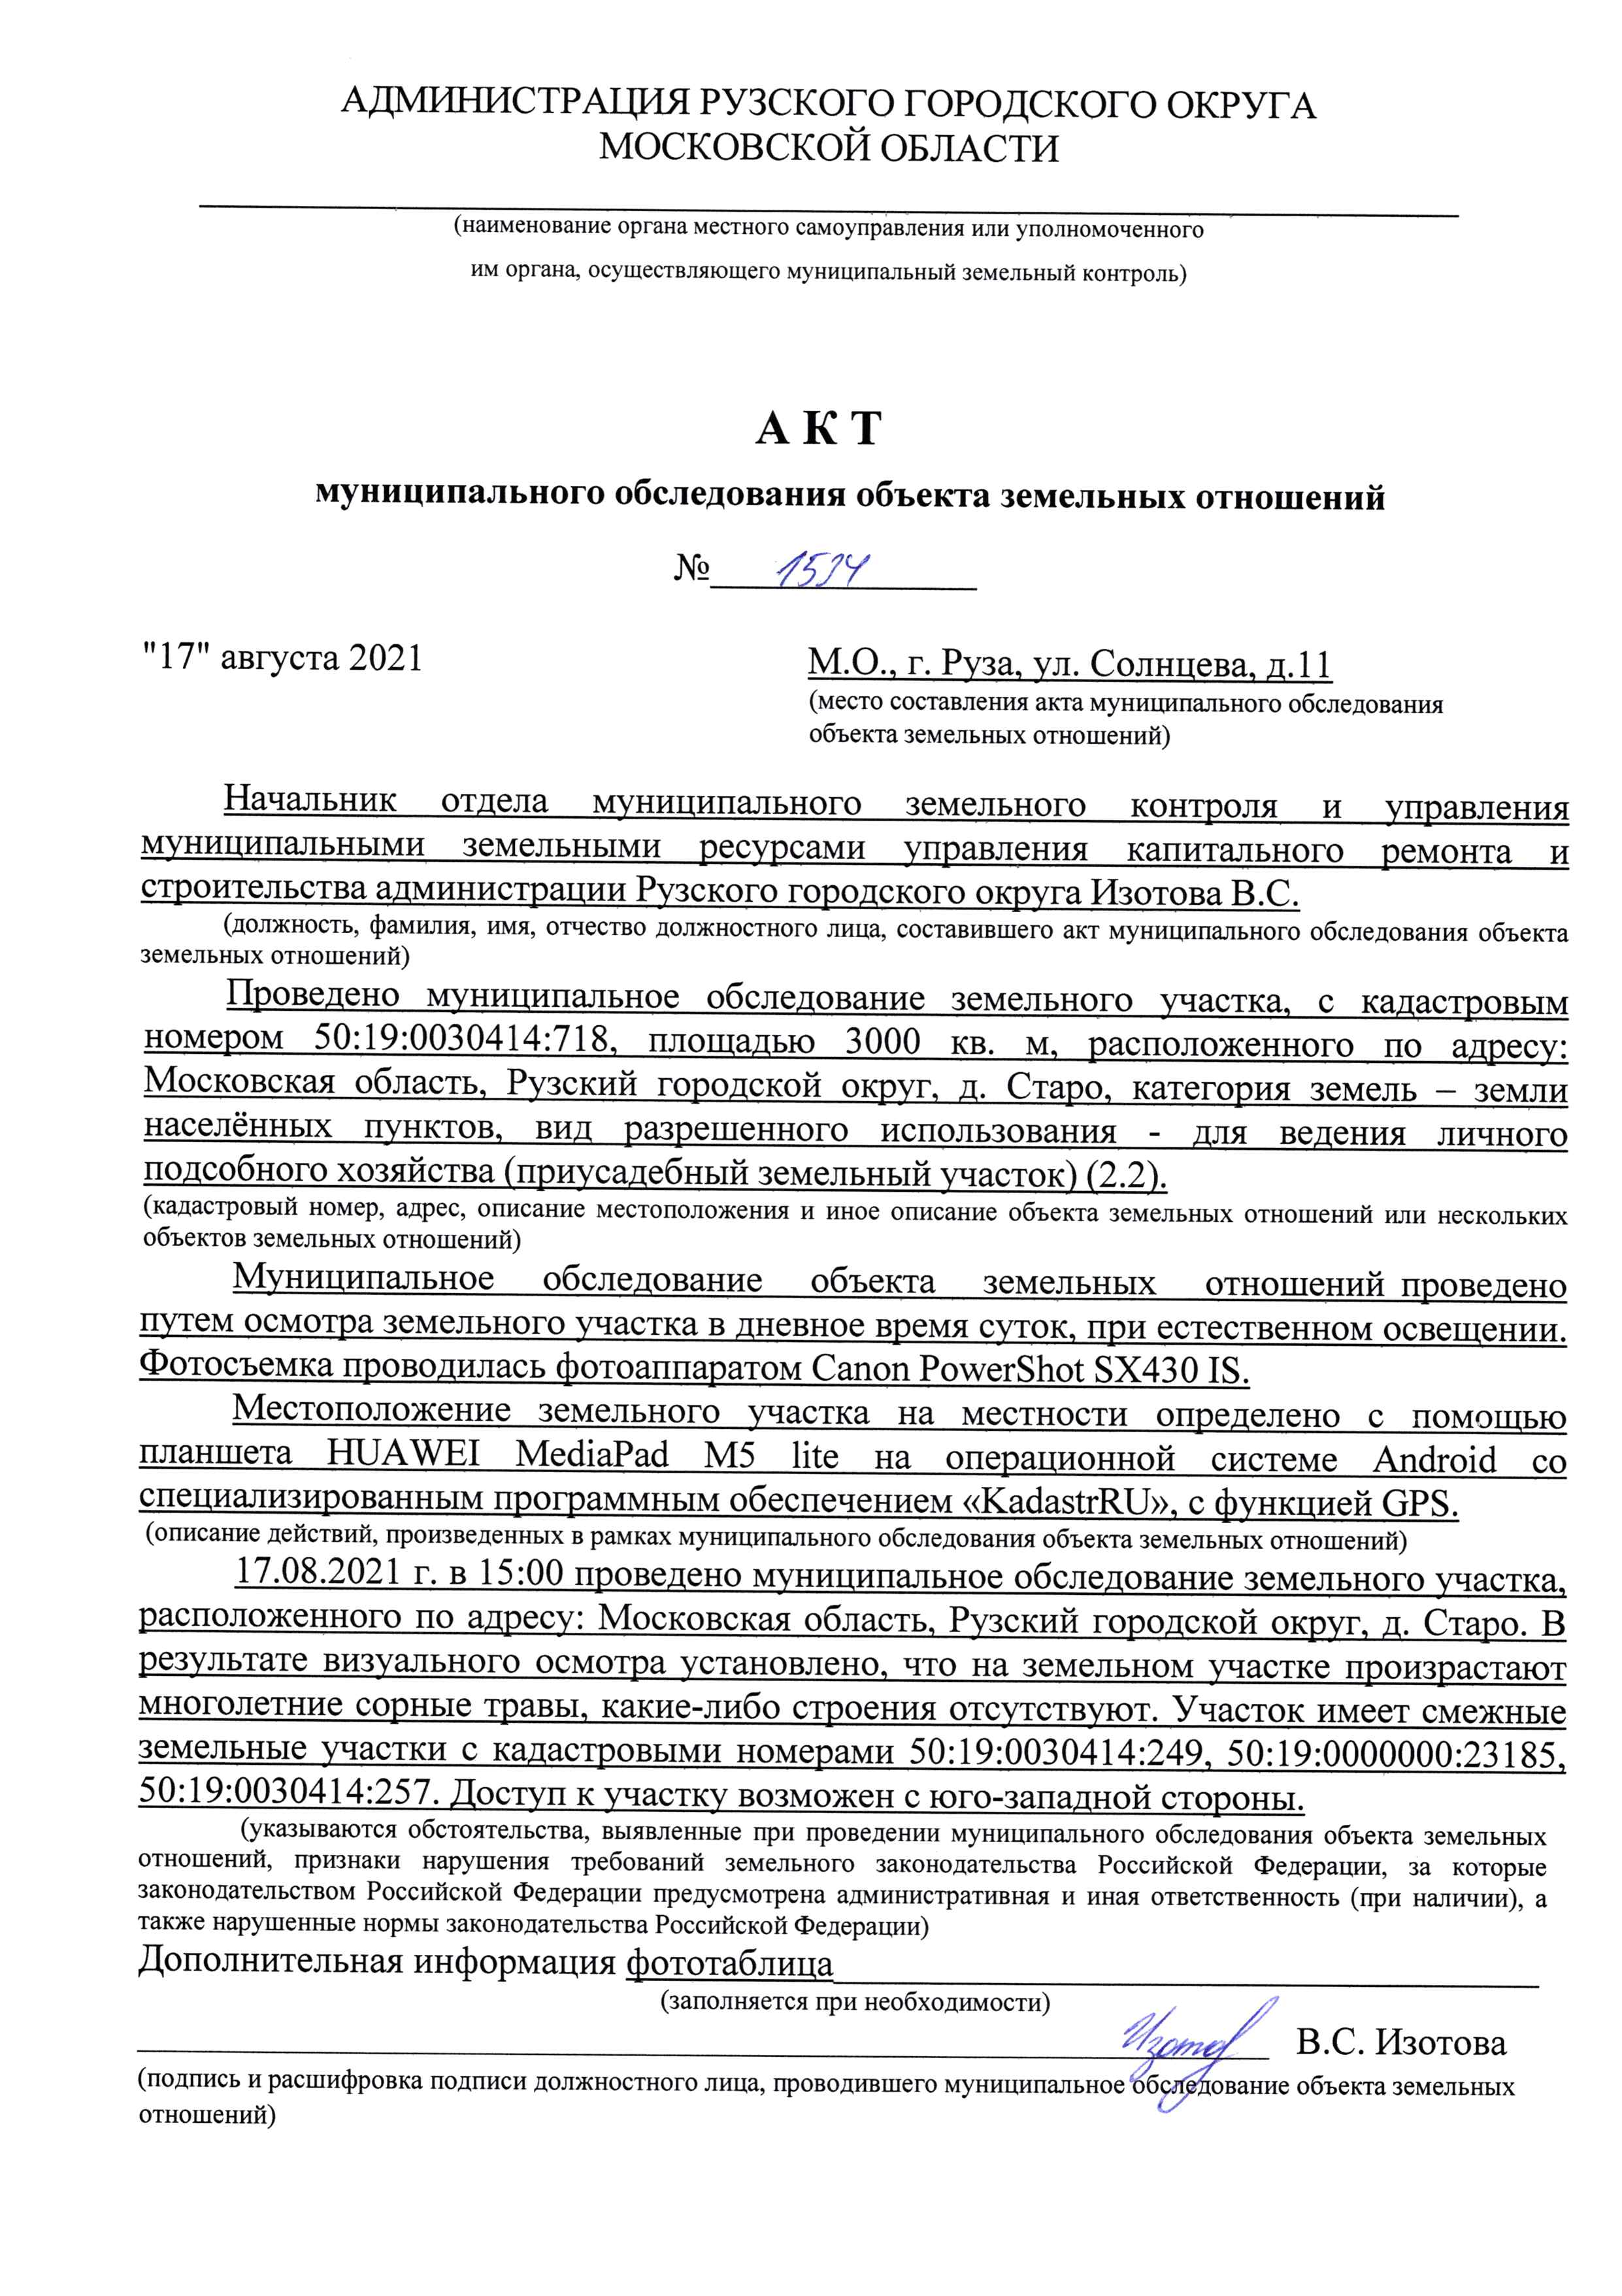 АДМИНИСТРАЦИЯ РУЗСКОГО ГОРОДСКОГО ОКРУГА
МОСКОВСКОЙ ОБЛАСТИ
(наименование органа местного самоуправления или уполномоченного
им органа, осуществляющего муниципальный земельный контроль)
А К Т
муниципального обследования объекта земельных отношений
№ 1534
"17" августа 2021
М.О., г. Руза, ул. Солнцева, д.11
(место составления акта муниципального обследования
объекта земельных отношений)
Начальник отдела муниципального земельного контроля и управления
муниципальными земельными ресурсами управления капитального ремонта и
строительства администрации Рузского городского округа Изотова В.С.
(должность, фамилия, имя, отчество должностного лица, составившего акт муниципального обследования объекта
земельных отношений)
Проведено муниципальное обследование земельного участка, с кадастровым
номером 50:19:0030414:718, площадью 3000 кв. м, расположенного по адресу:
Московская область, Рузский городской округ, д. Старо, категория земель – земли
населённых пунктов, вид разрешенного использования - для ведения личного
подсобного хозяйства (приусадебный земельный участок) (2.2).
(кадастровый номер, адрес, описание местоположения и иное описание объекта земельных отношений или нескольких
объектов земельных отношений)
Муниципальное обследование объекта земельных отношений проведено
путем осмотра земельного участка в дневное время суток, при естественном освещении.
Фотосъемка проводилась фотоаппаратом Canon PowerShot SX430 IS.
Местоположение земельного участка на местности определено с помощью
планшета HUAWEI MediaPad M5 lite на операционной системе Android со
специализированным программным обеспечением «KadastrRU», с функцией GPS.
(описание действий, произведенных в рамках муниципального обследования объекта земельных отношений)
17.08.2021 г. в 15:00 проведено муниципальное обследование земельного участка,
расположенного по адресу: Московская область, Рузский городской округ, д. Старо. В
результате визуального осмотра установлено, что на земельном участке произрастают
многолетние сорные травы, какие-либо строения отсутствуют. Участок имеет смежные
земельные участки с кадастровыми номерами 50:19:0030414:249, 50:19:0000000:23185,
50:19:0030414:257. Доступ к участку возможен с юго-западной стороны.
(указываются обстоятельства, выявленные при проведении муниципального обследования объекта земельных
отношений, признаки нарушения требований земельного законодательства Российской Федерации, за которые
законодательством Российской Федерации предусмотрена административная и иная ответственность (при наличии), а
также нарушенные нормы законодательства Российской Федерации)
Дополнительная информация фототаблица
(заполняется при необходимости)
В.С. Изотова
(подпись и расшифровка подписи должностного лица, проводившего муниципальное обследование объекта земельных
отношений)